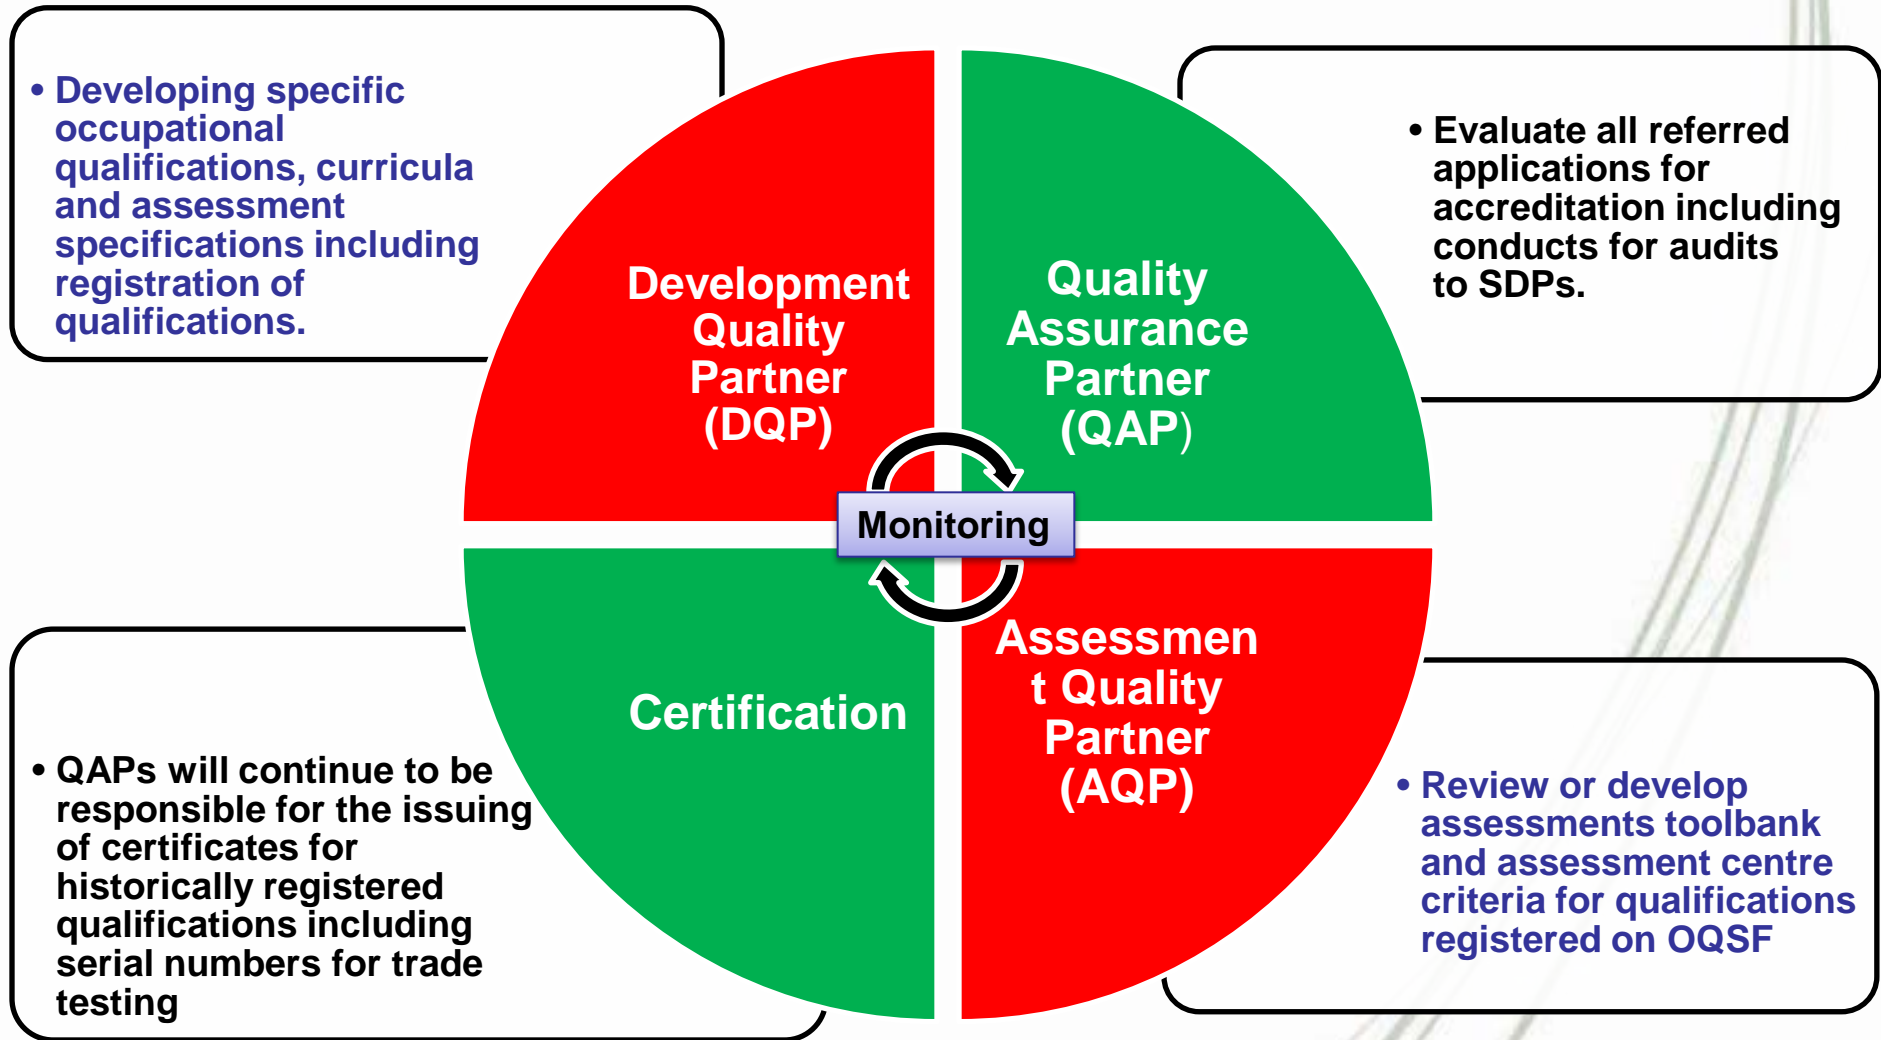 • Developing specific
occupational
qualifications, curricula
and assessment
specifications including
registration of
qualifications.
Development
Quality
Partner
(DQP)
Quality
Assurance
Partner
(QAP)
• Evaluate all referred
applications for
accreditation including
conducts for audits
to SDPs.
Monitoring
Certification
• QAPs will continue to be
responsible for the issuing
of certificates for
historically registered
qualifications including
serial numbers for trade
testing
Assessmen
t Quality
Partner
(AQP)
• Review or develop
assessments toolbank
and assessment centre
criteria for qualifications
registered on OQSF